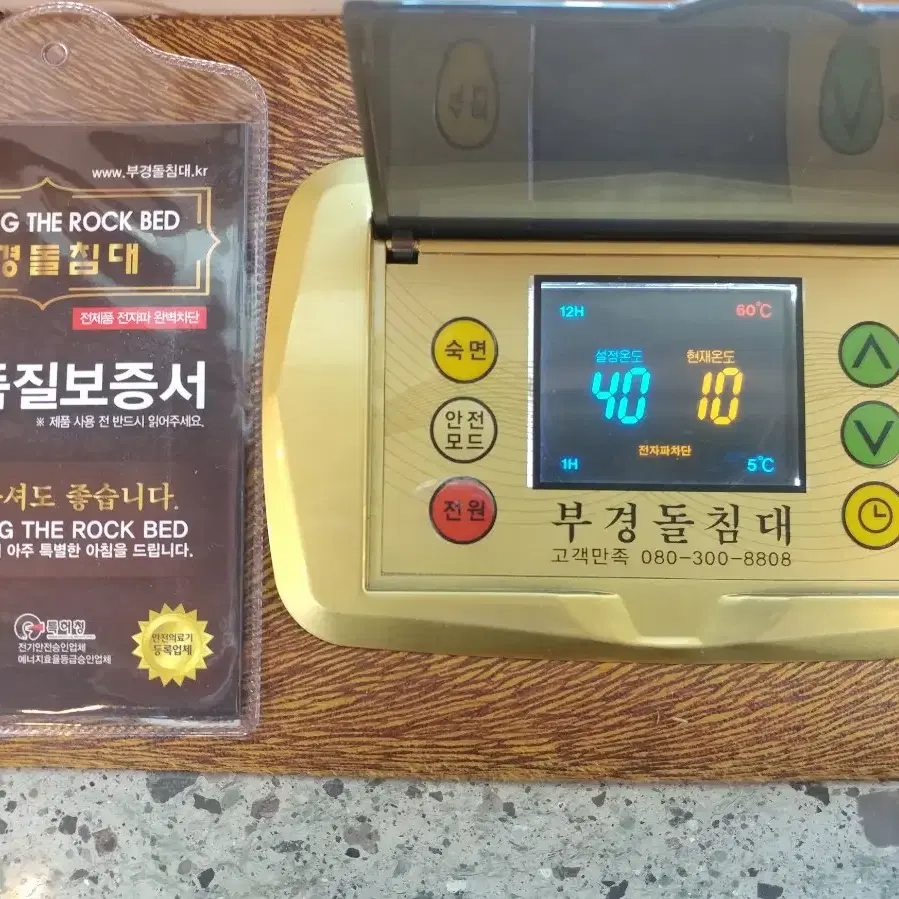 www.부경돌침대.kr
G THE ROCK BED
경돌침대
전제품 전자파 완벽차단
품질보증서
※ 제품 사용 전 반드시 읽어주세요.
셔도 좋습니다.
G THE ROCK BED
아주 특별한 아침을 드립니다.
특허청
전기안전승인업체
에너지효율등급승인업체
안전의료기
등록업체
숙면
안전
모드
전원
12H
60℃
설정온도
현재온도
40
10
전자파차단
1H
5℃
부경돌침대
고객만족 080-300-8808